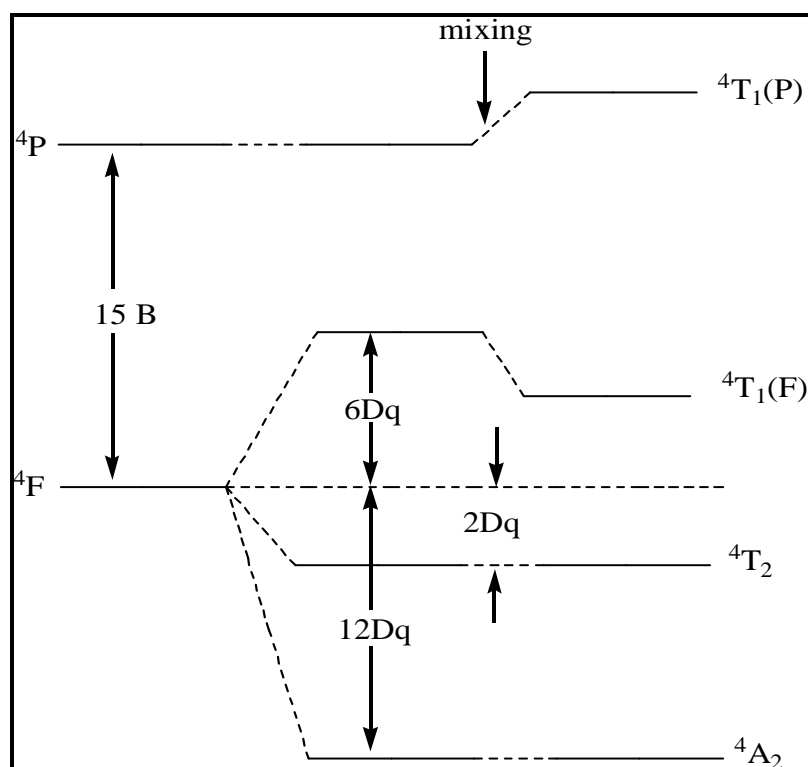 mixing
⁴T₁(P)
⁴P
15 B
⁴T₁(F)
6Dq
⁴F
2Dq
⁴T₂
12Dq
⁴A₂